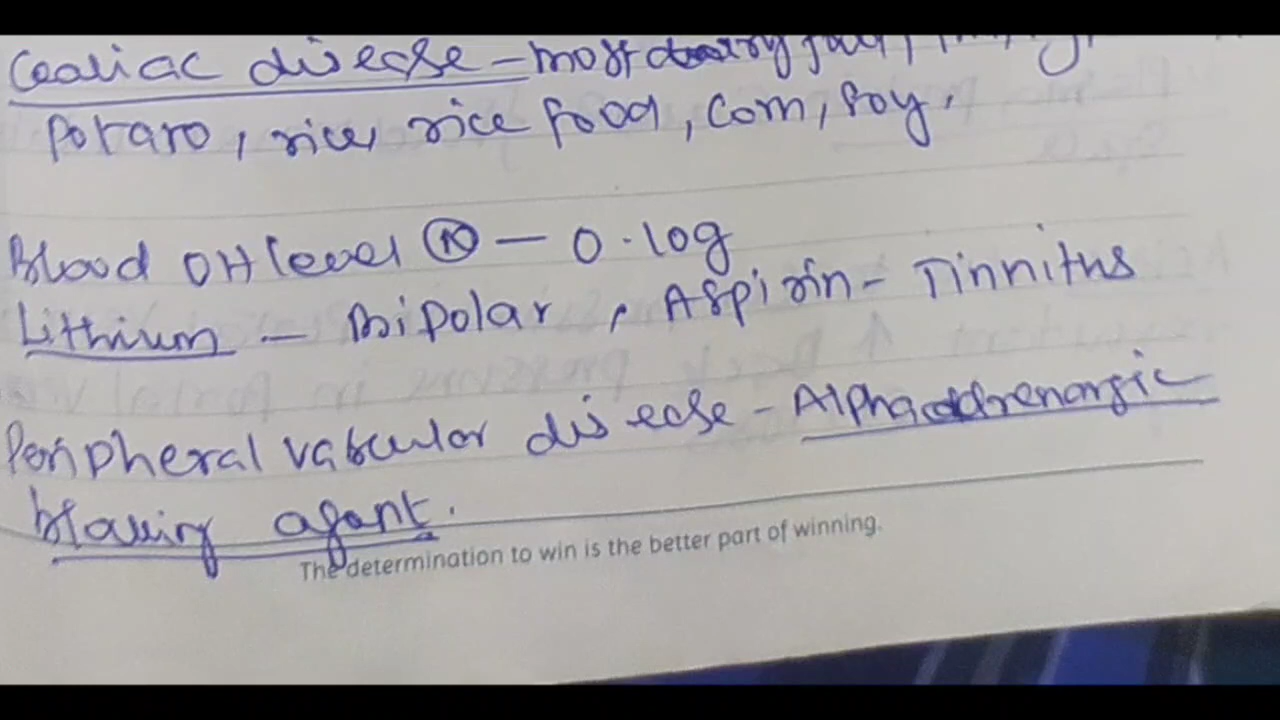 Coeliac disease – most dairy food,
Potato, rice, rice food, Corn, Soy.
Blood OH level Ⓝ – 0.10g
Lithium – Bipolar, Aspirin – Tinnitus
Peripheral vascular disease – Alpha adrenergic
blocking agent.
The determination to win is the better part of winning.